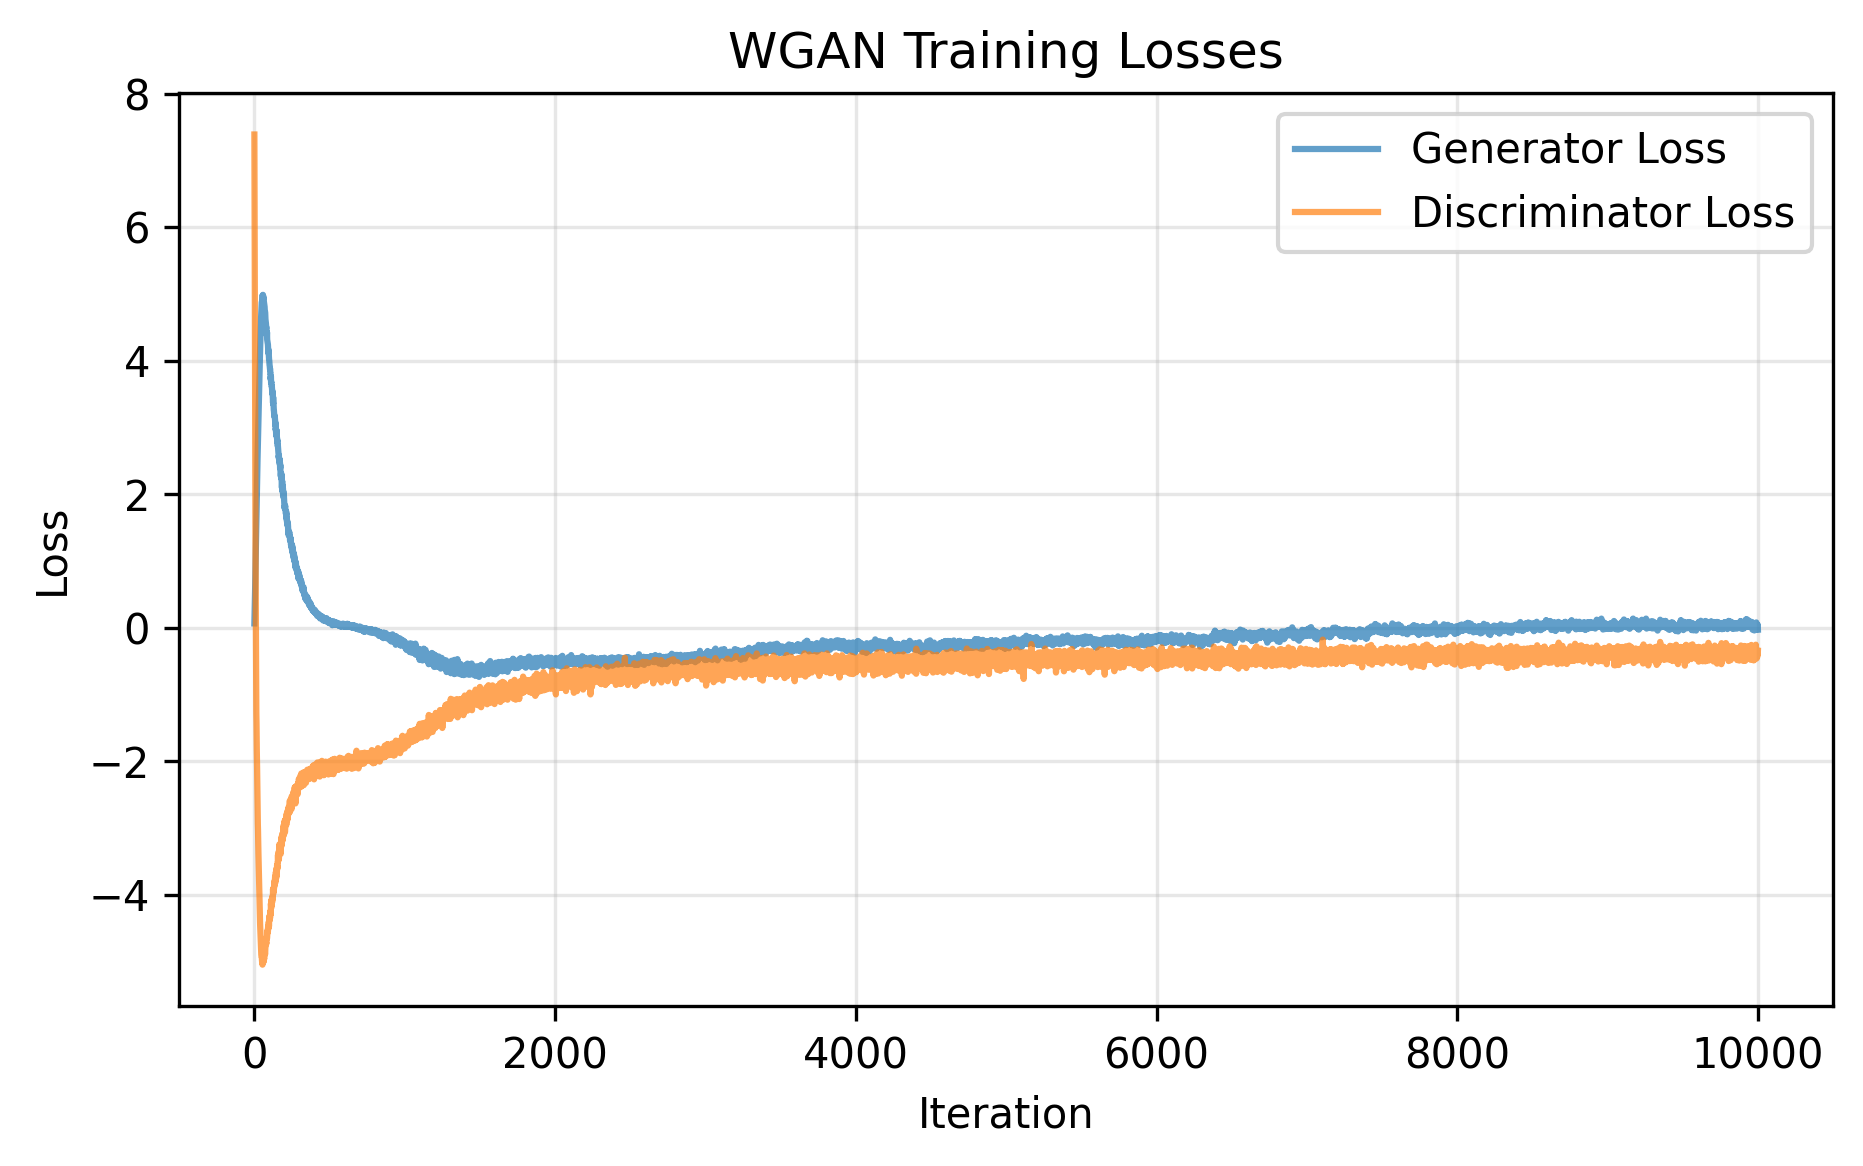 WGAN Training Losses
8
6
4
2
0
−2
−4
Loss
Generator Loss
Discriminator Loss
0 2000 4000 6000 8000 10000
Iteration